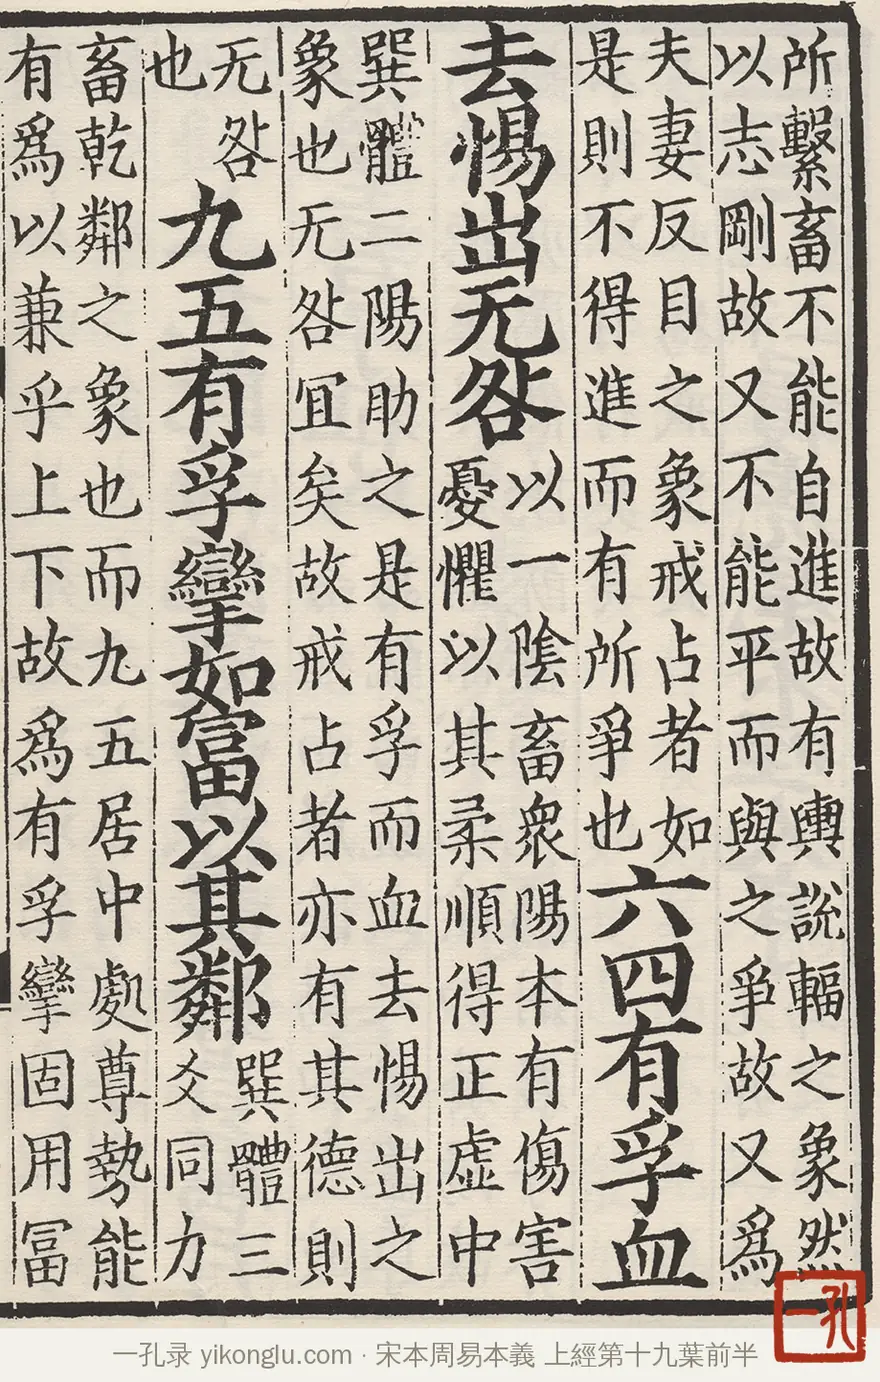 所繫畜不能自進故有輿說輻之象然
以志剛故又不能平而與之爭故又爲
夫妻反目之象戒占者如
是則不得進而有所爭也
六四有孚血
去惕出无咎
以一陰畜衆陽本有傷害
憂懼以其柔順得正虛中
巽體二陽助之是有孚而血去惕出之
象也无咎宜矣故戒占者亦有其德則
无咎
也
九五有孚攣如富以其鄰
巽體三
爻同力
畜乾鄰之象也而九五居中處尊勢能
有爲以兼乎上下故爲有孚攣固用富
一孔
一孔录 yikonglu.com · 宋本周易本義 上經第十九葉前半